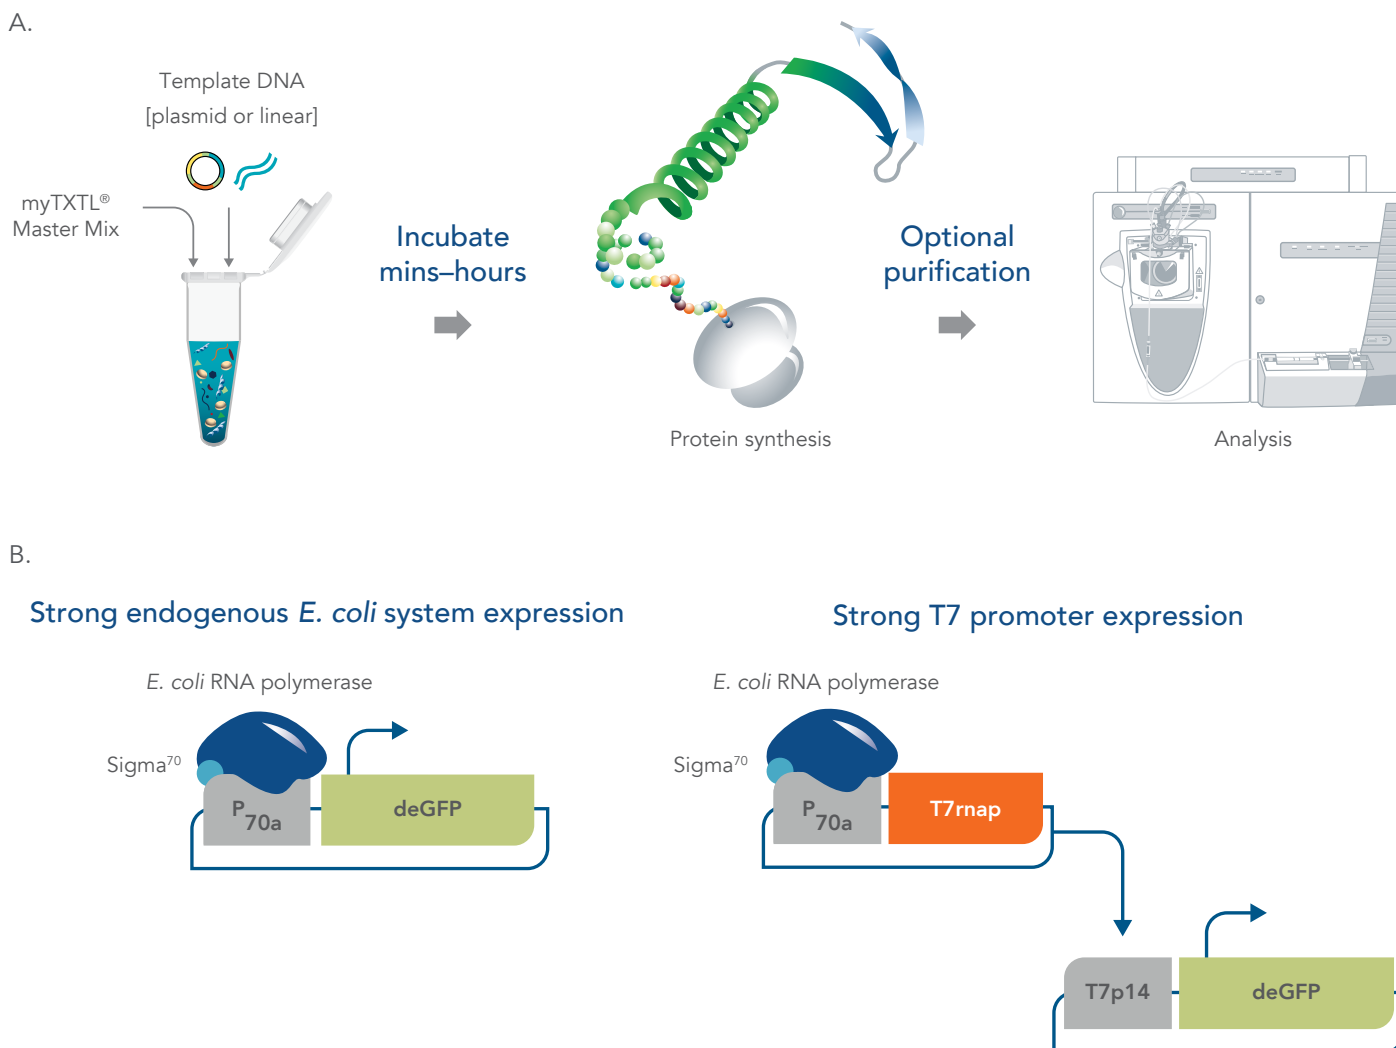 A.
Template DNA
[plasmid or linear]
myTXTL®
Master Mix
Incubate
mins–hours
Optional
purification
Protein synthesis
Analysis
B.
Strong endogenous E. coli system expression
Strong T7 promoter expression
E. coli RNA polymerase
E. coli RNA polymerase
Sigma70
Sigma70
P70a
deGFP
P70a
T7rnap
T7p14
deGFP